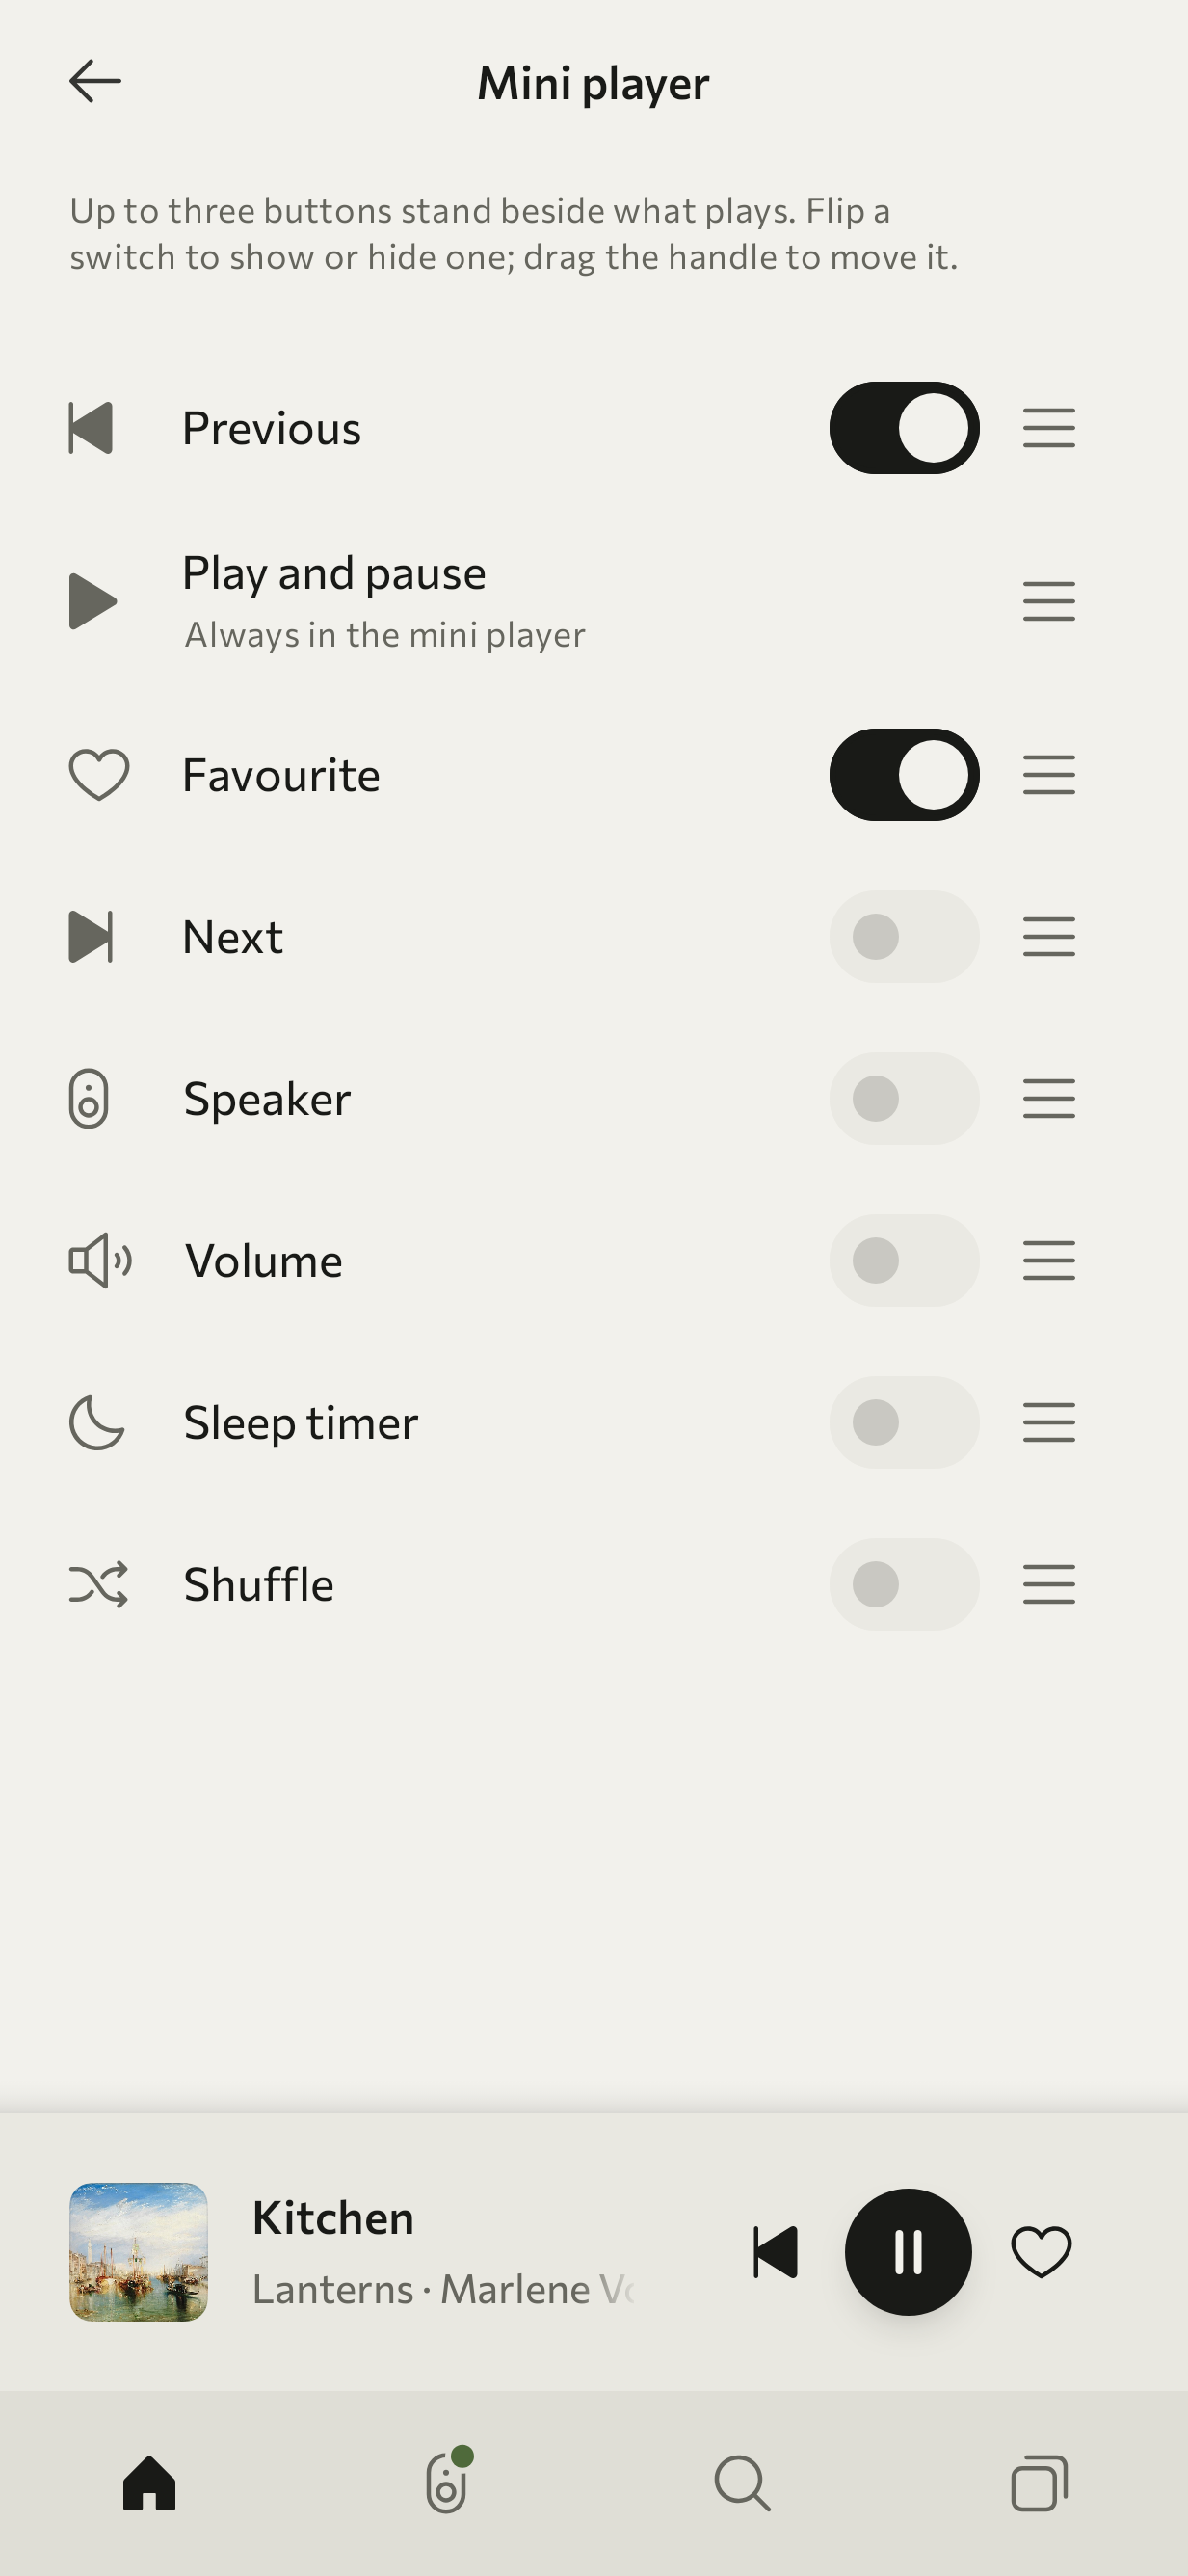 Mini player
Up to three buttons stand beside what plays. Flip a
switch to show or hide one; drag the handle to move it.
Previous
Play and pause
Always in the mini player
Favourite
Next
Speaker
Volume
Sleep timer
Shuffle
Kitchen
Lanterns · Marlene